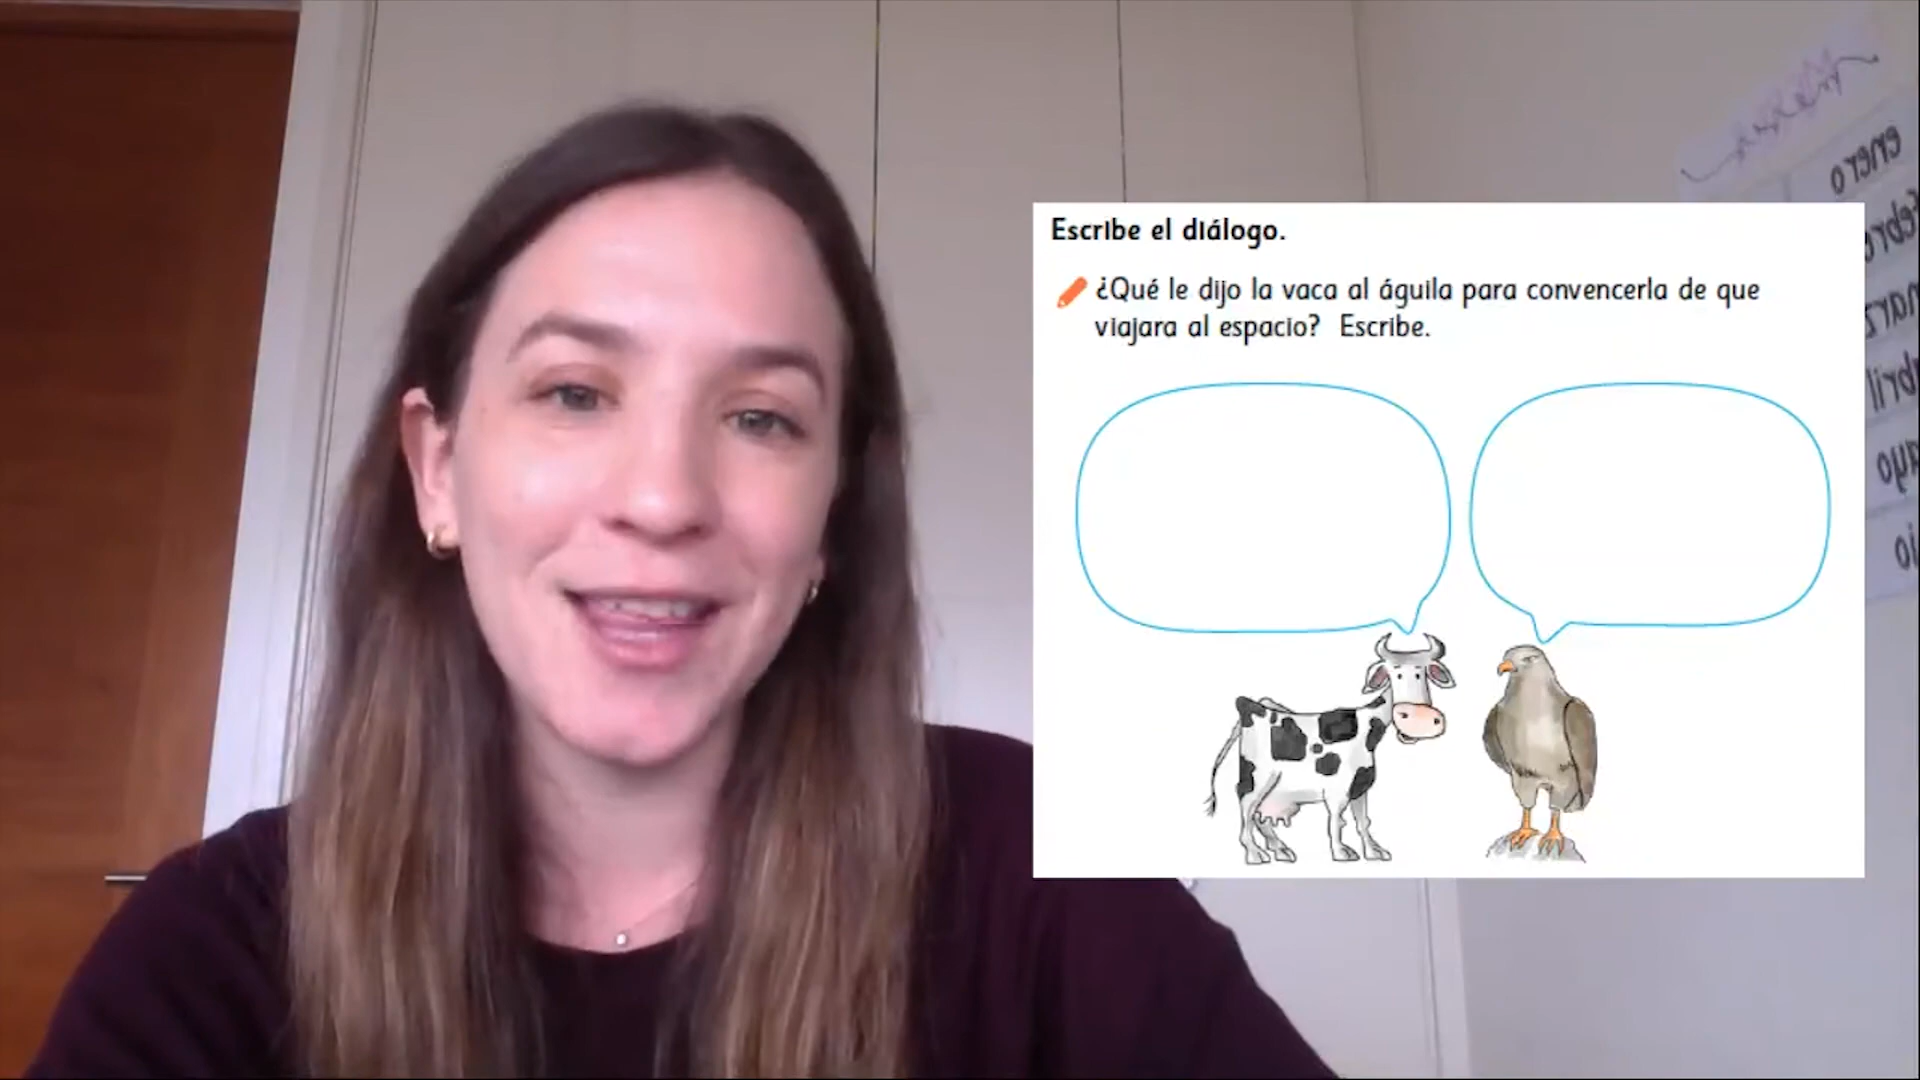 Escribe el diálogo.
¿Qué le dijo la vaca al águila para convencerla de que
viajara al espacio? Escribe.
enero